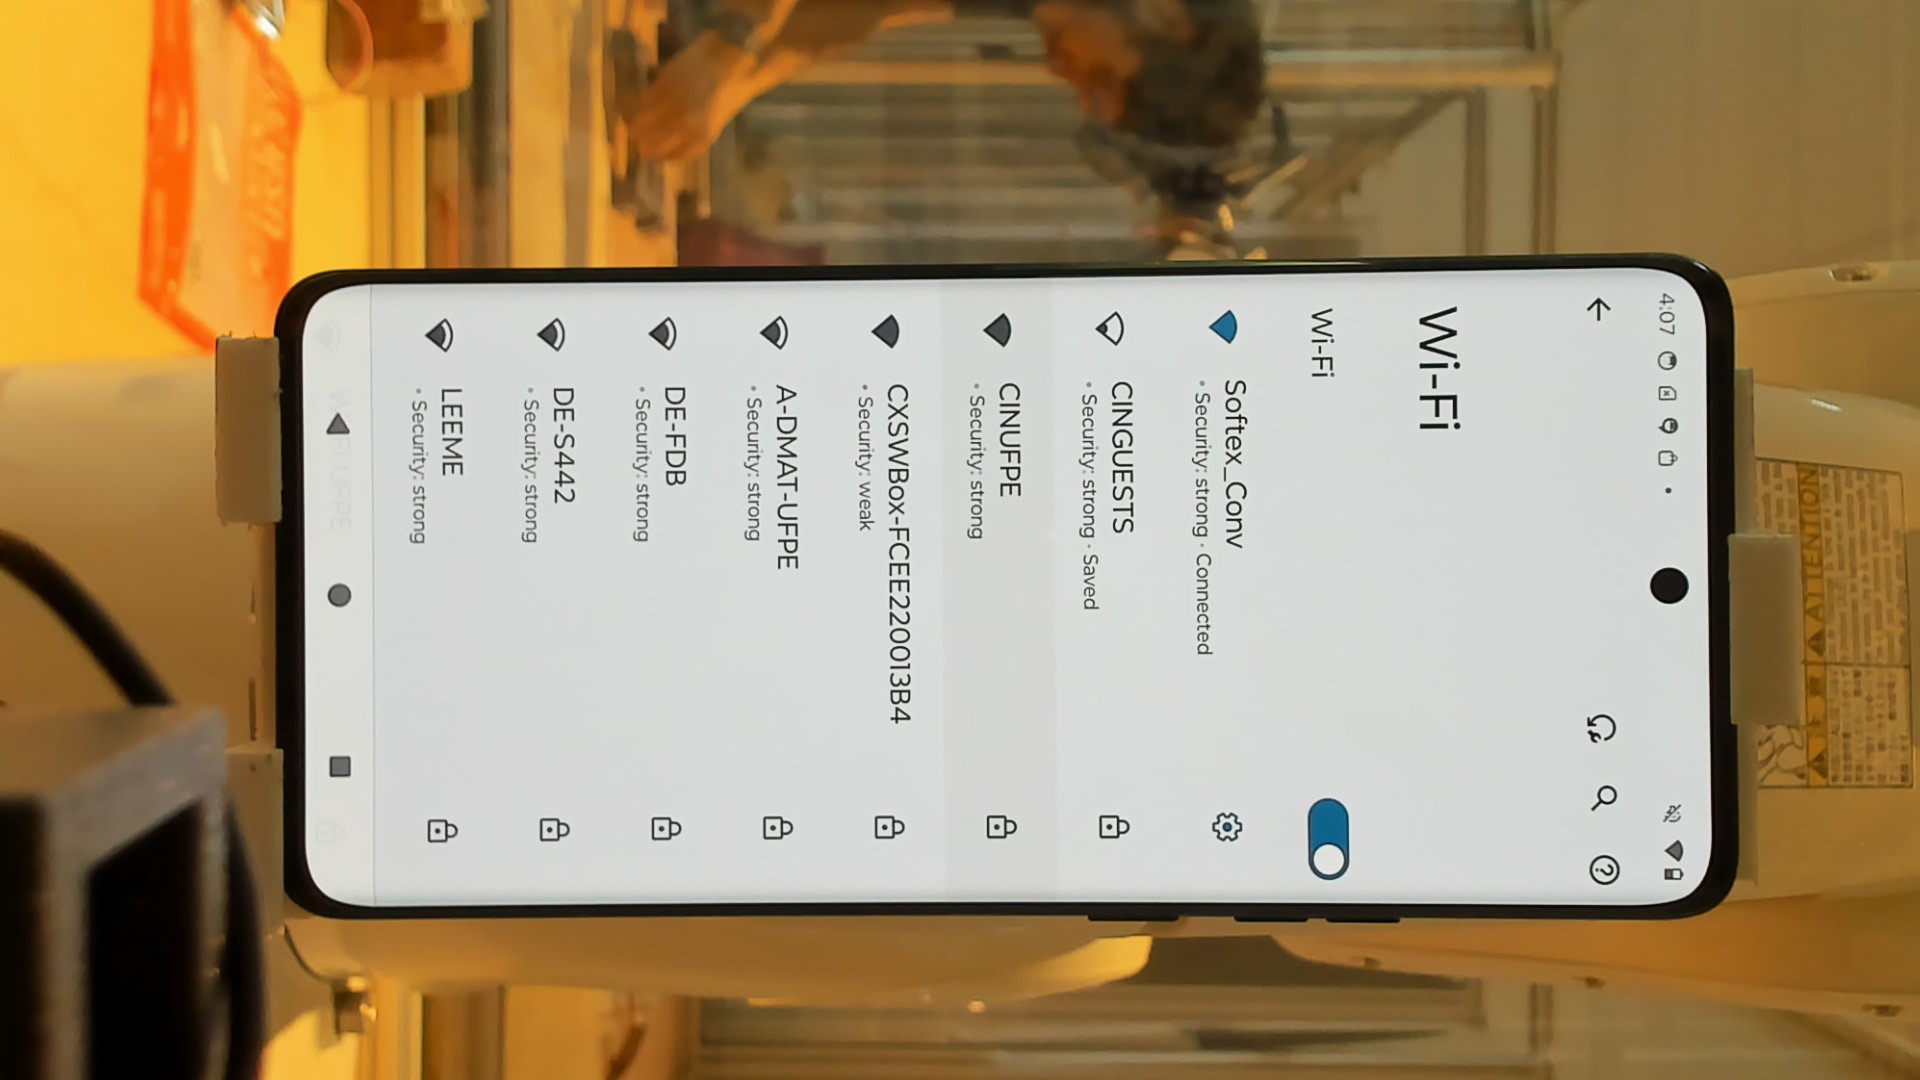 4:07
Wi-Fi
Wi-Fi
Softex_Conv
• Security: strong · Connected
CINGUESTS
• Security: strong · Saved
CINUFPE
• Security: strong
CXSWBox-FCEE220013B4
• Security: weak
A-DMAT-UFPE
• Security: strong
DE-FDB
• Security: strong
DE-S442
• Security: strong
LEEME
• Security: strong
ATTENTION